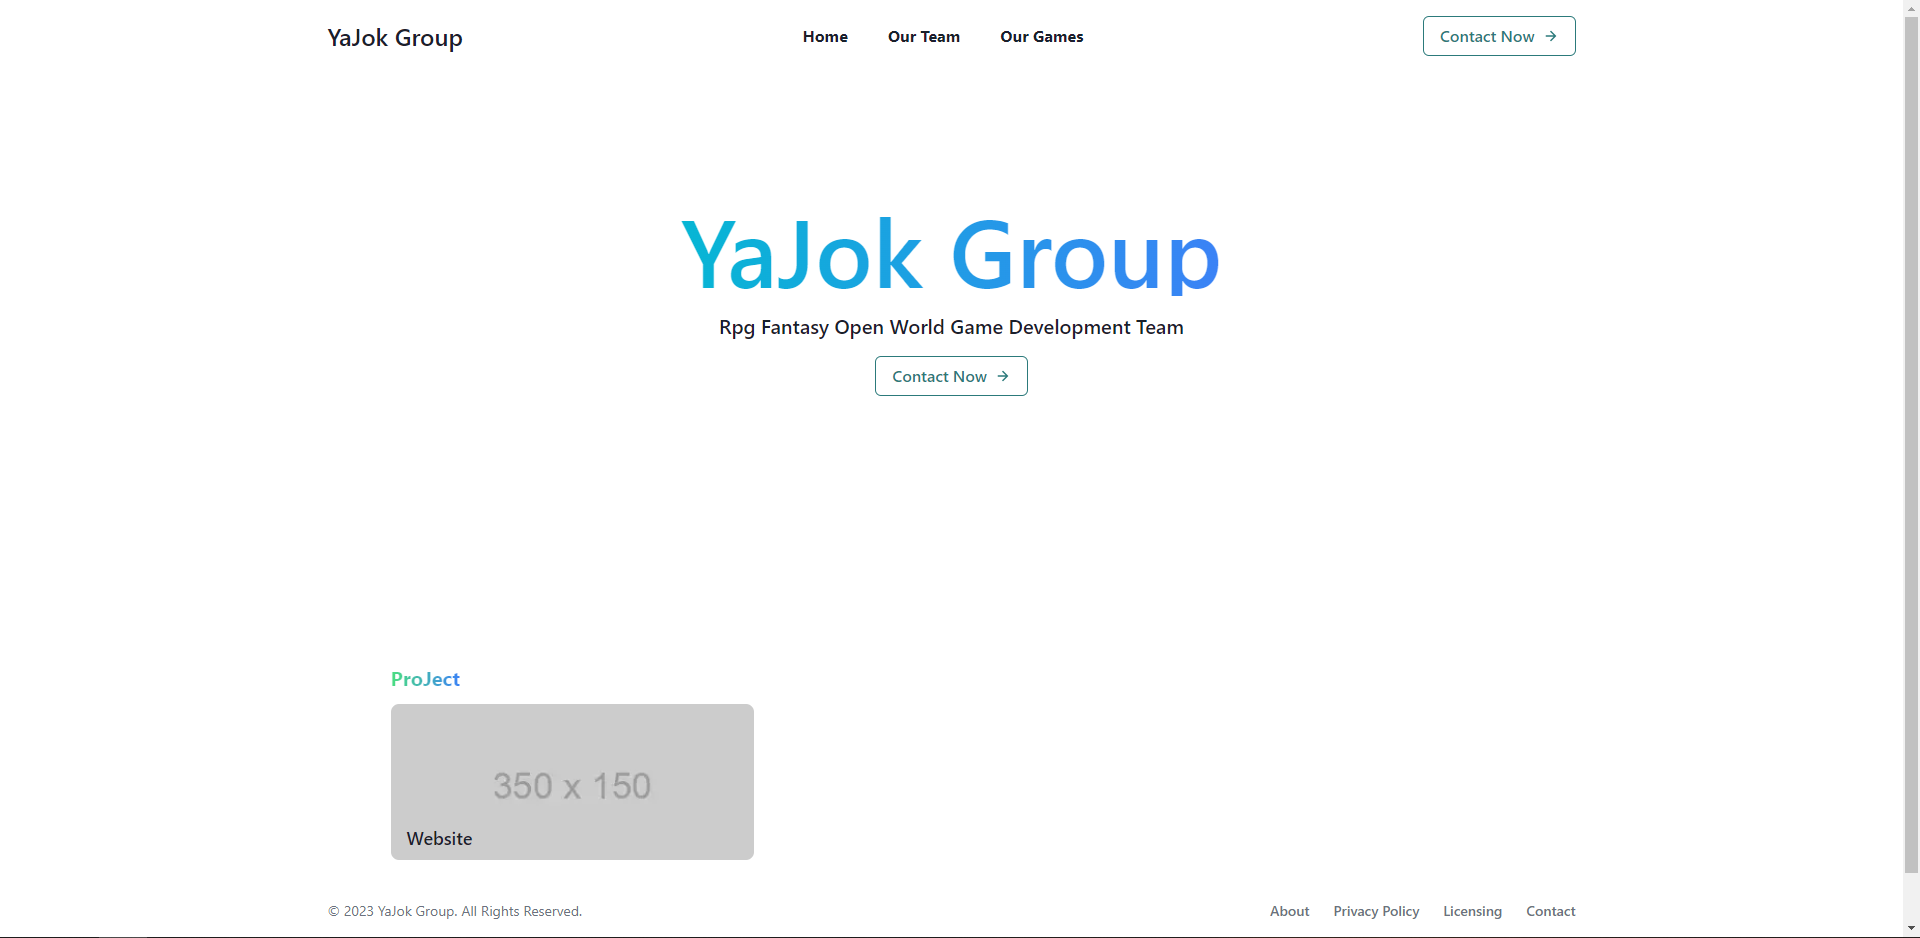 YaJok Group
Home
Our Team
Our Games
Contact Now
YaJok Group
Rpg Fantasy Open World Game Development Team
Contact Now
ProJect
350 x 150
Website
© 2023 YaJok Group. All Rights Reserved.
About
Privacy Policy
Licensing
Contact